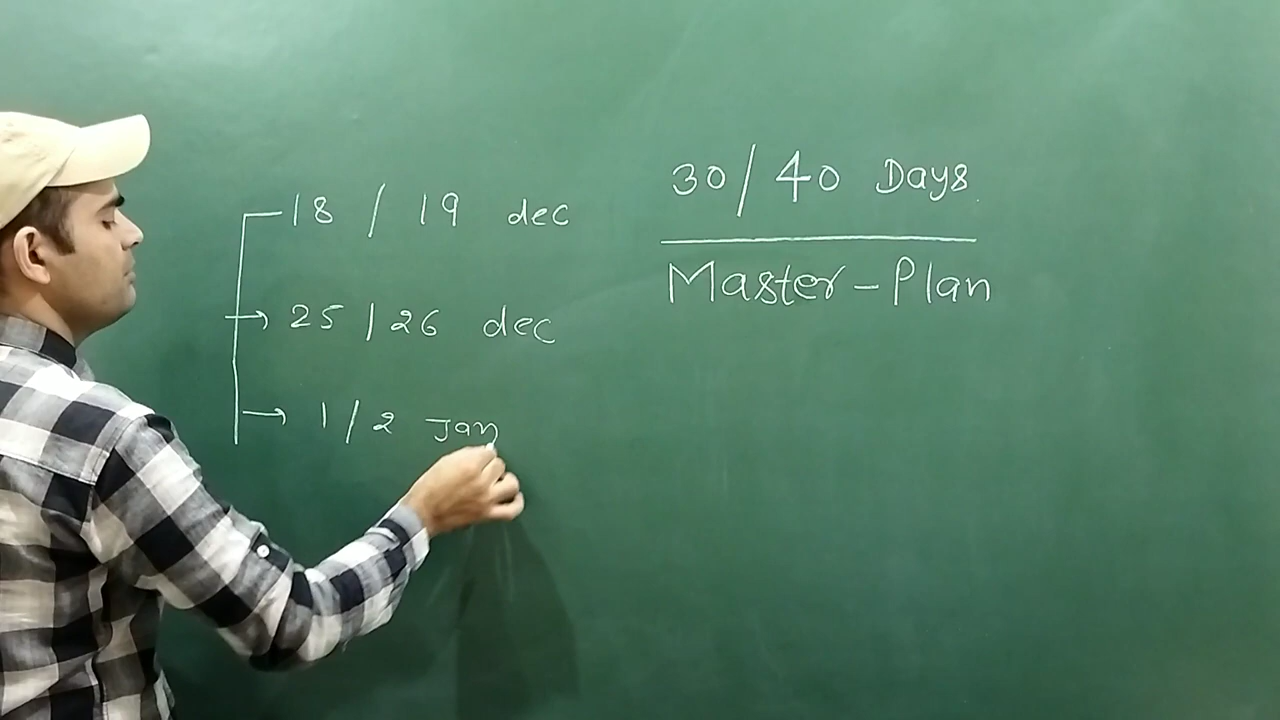 18 / 19 dec
25 / 26 dec
1 / 2 Jan
30 / 40 Days
Master-Plan